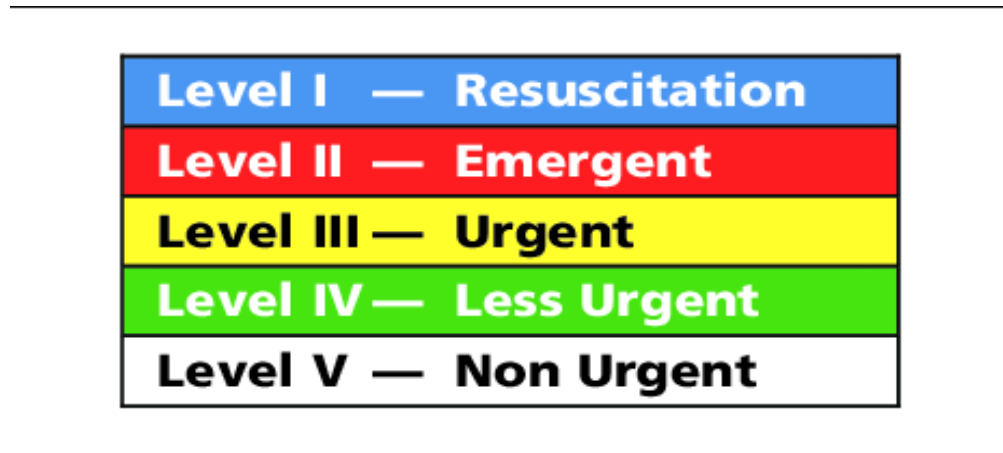 Level I — Resuscitation
Level II — Emergent
Level III — Urgent
Level IV — Less Urgent
Level V — Non Urgent